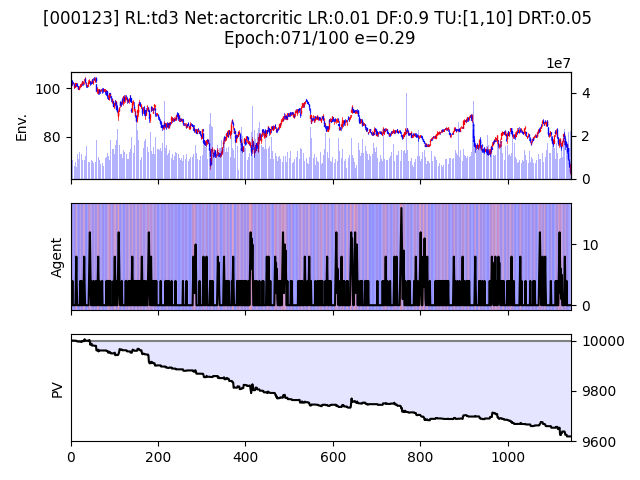 [000123] RL:td3 Net:actorcritic LR:0.01 DF:0.9 TU:[1,10] DRT:0.05
Epoch:071/100 e=0.29
1e7
100
80
Env.
4
2
0
Agent
10
0
PV
10000
9800
9600
0 200 400 600 800 1000